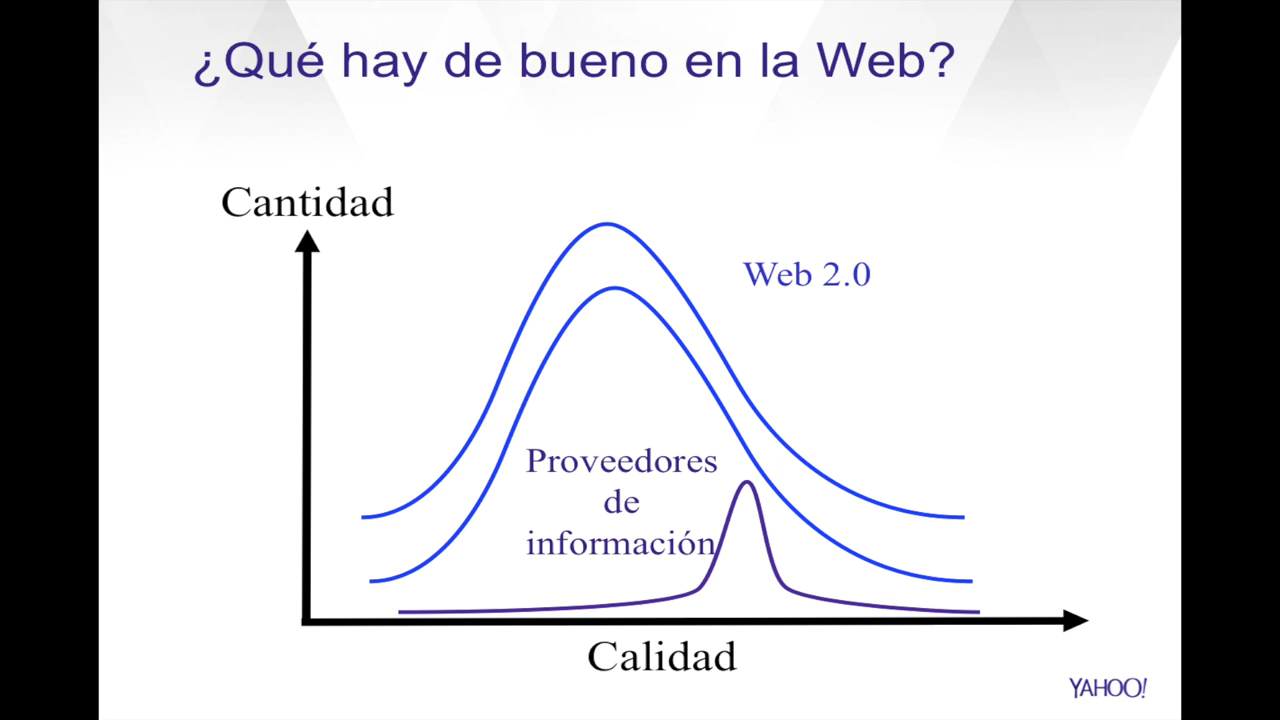 ¿Qué hay de bueno en la Web?
Cantidad
Web 2.0
Proveedores
de
información
Calidad
YAHOO!